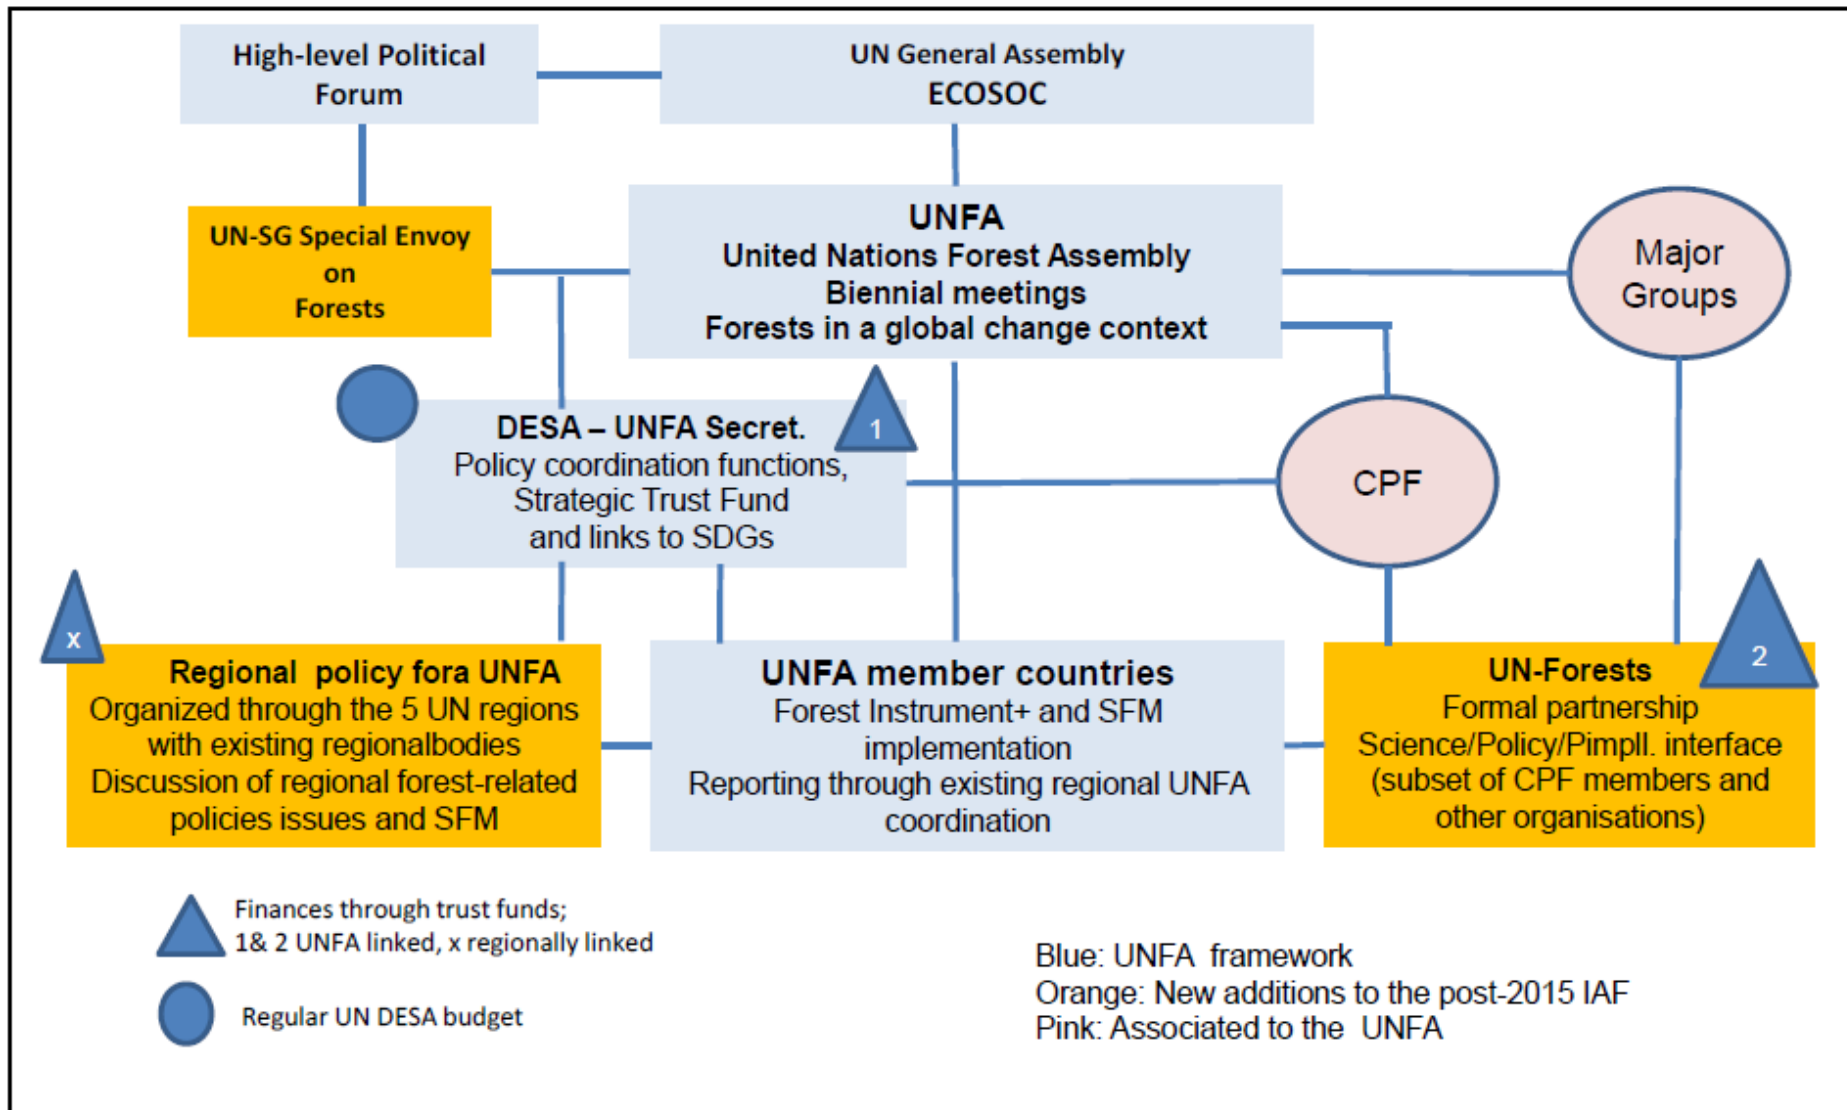 High-level Political
Forum
UN General Assembly
ECOSOC
UN-SG Special Envoy
on
Forests
UNFA
United Nations Forest Assembly
Biennial meetings
Forests in a global change context
Major
Groups
DESA – UNFA Secret.
Policy coordination functions,
Strategic Trust Fund
and links to SDGs
1
CPF
x
Regional policy fora UNFA
Organized through the 5 UN regions
with existing regionalbodies
Discussion of regional forest-related
policies issues and SFM
UNFA member countries
Forest Instrument+ and SFM
implementation
Reporting through existing regional UNFA
coordination
2
UN-Forests
Formal partnership
Science/Policy/Pimpll. interface
(subset of CPF members and
other organisations)
Finances through trust funds;
1& 2 UNFA linked, x regionally linked
Regular UN DESA budget
Blue: UNFA framework
Orange: New additions to the post-2015 IAF
Pink: Associated to the UNFA